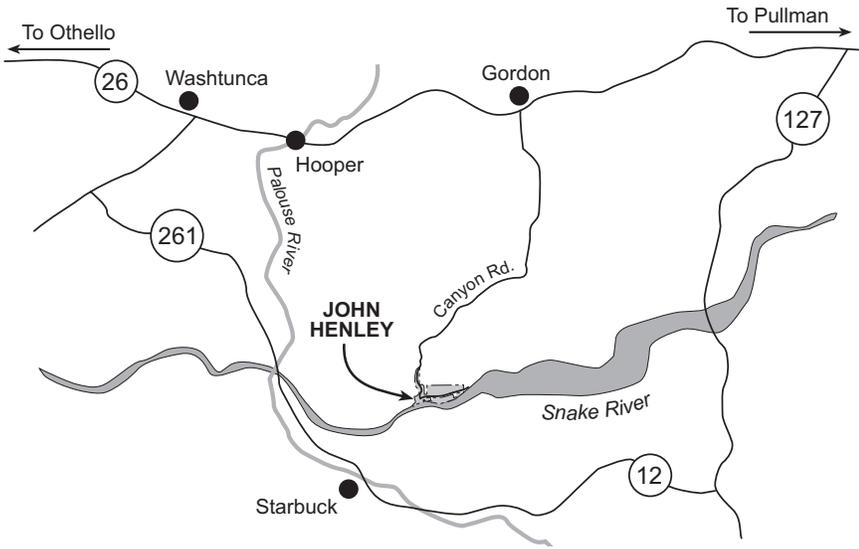 To Othello
To Pullman
26
Washtunca
Gordon
127
Hooper
Palouse River
261
Canyon Rd.
JOHN
HENLEY
Snake River
12
Starbuck